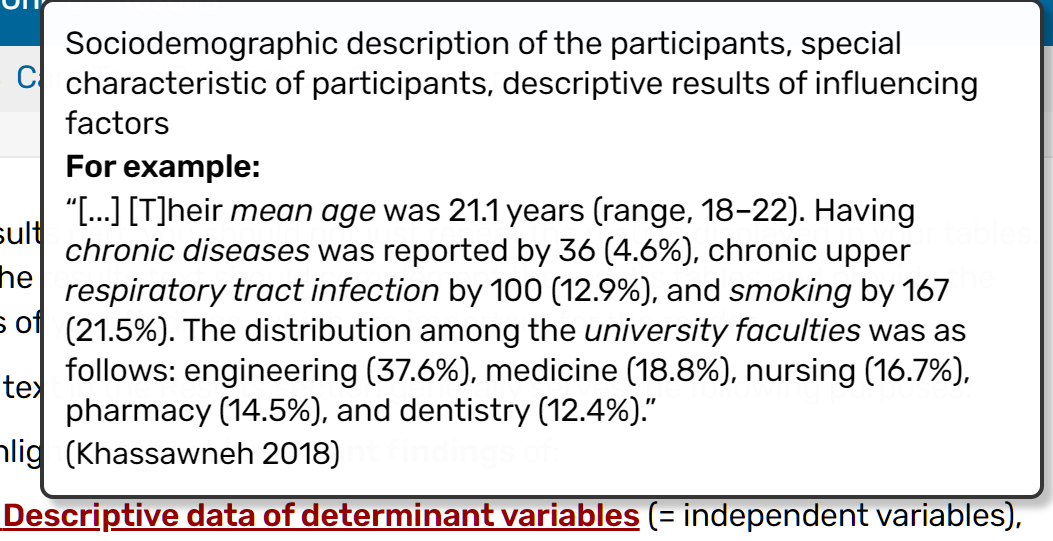 Sociodemographic description of the participants, special
characteristic of participants, descriptive results of influencing
factors
For example:
“[...] [T]heir mean age was 21.1 years (range, 18–22). Having
chronic diseases was reported by 36 (4.6%), chronic upper
respiratory tract infection by 100 (12.9%), and smoking by 167
(21.5%). The distribution among the university faculties was as
follows: engineering (37.6%), medicine (18.8%), nursing (16.7%),
pharmacy (14.5%), and dentistry (12.4%).”
(Khassawneh 2018)
Descriptive data of determinant variables (= independent variables),